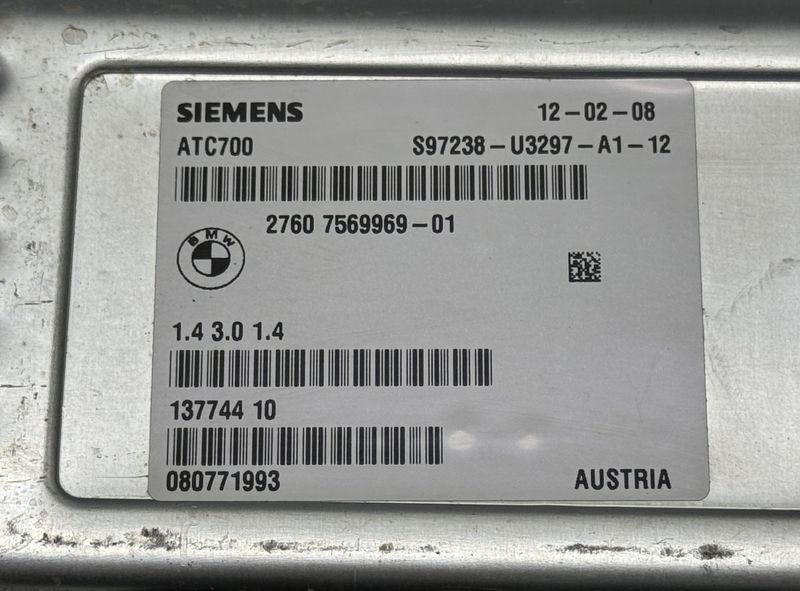 SIEMENS 12-02-08
ATC700 S97238-U3297-A1-12
2760 7569969-01
BMW
1.4 3.0 1.4
137744 10
080771993 AUSTRIA